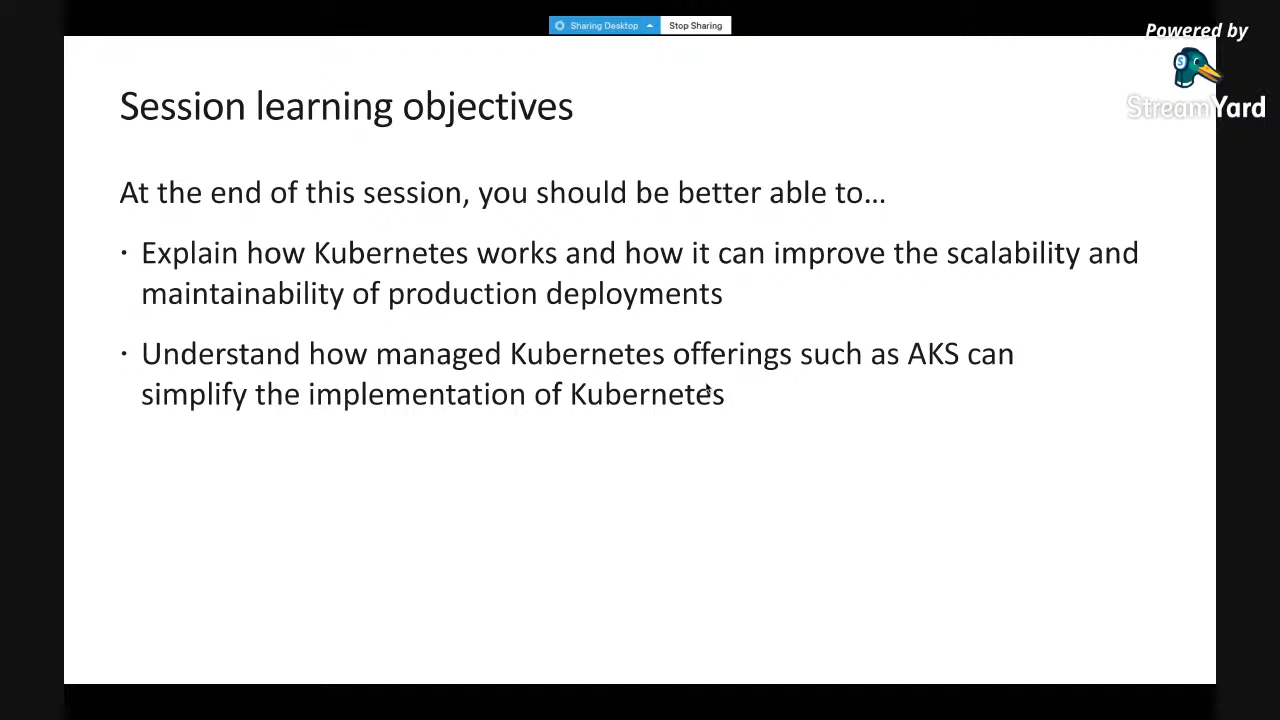 Sharing Desktop
Stop Sharing
Powered by
StreamYard
Session learning objectives
At the end of this session, you should be better able to…
· Explain how Kubernetes works and how it can improve the scalability and
maintainability of production deployments
· Understand how managed Kubernetes offerings such as AKS can
simplify the implementation of Kubernetes